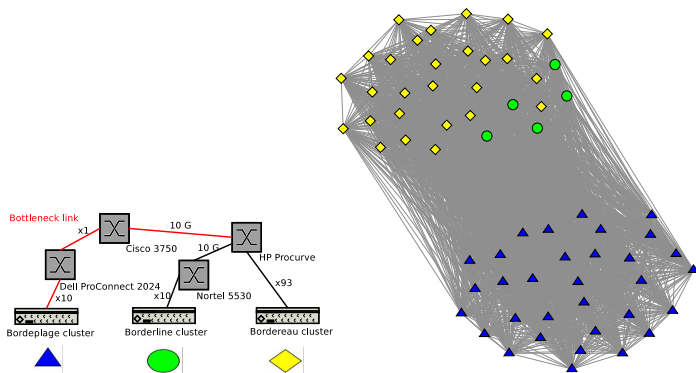 Bottleneck link
x1
10 G
Cisco 3750
10 G
HP Procurve
Dell ProConnect 2024
x10
x10
Nortel 5530
x93
Bordeplage cluster
Borderline cluster
Bordereau cluster